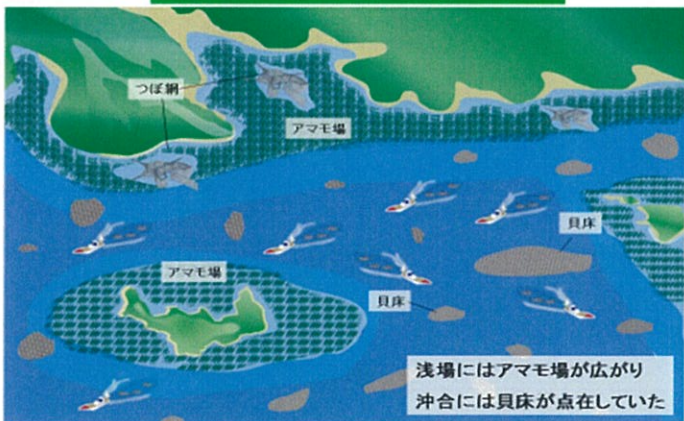 つぼ網
アマモ場
貝床
アマモ場
貝床
浅場にはアマモ場が広がり
沖合には貝床が点在していた